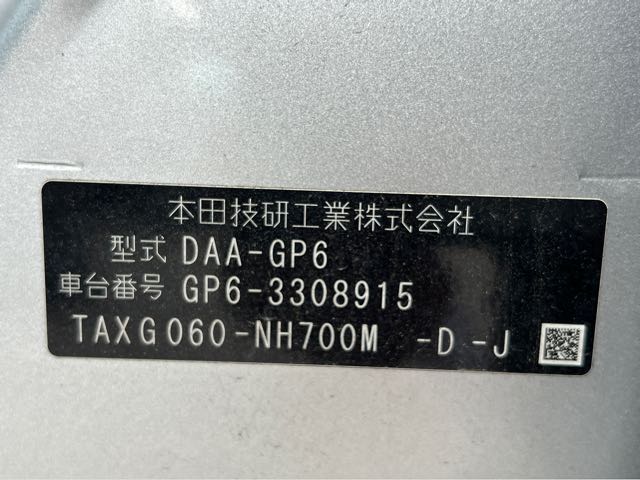 本田技研工業株式会社
型式 DAA-GP6
車台番号 GP6-3308915
TAXG060-NH700M -D-J